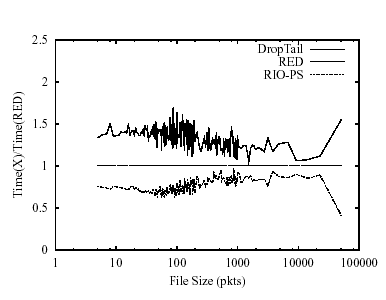 2.5
2
1.5
1
0.5
0
Time(X)/Time(RED)
DropTail
RED
RIO-PS
1 10 100 1000 10000 100000
File Size (pkts)